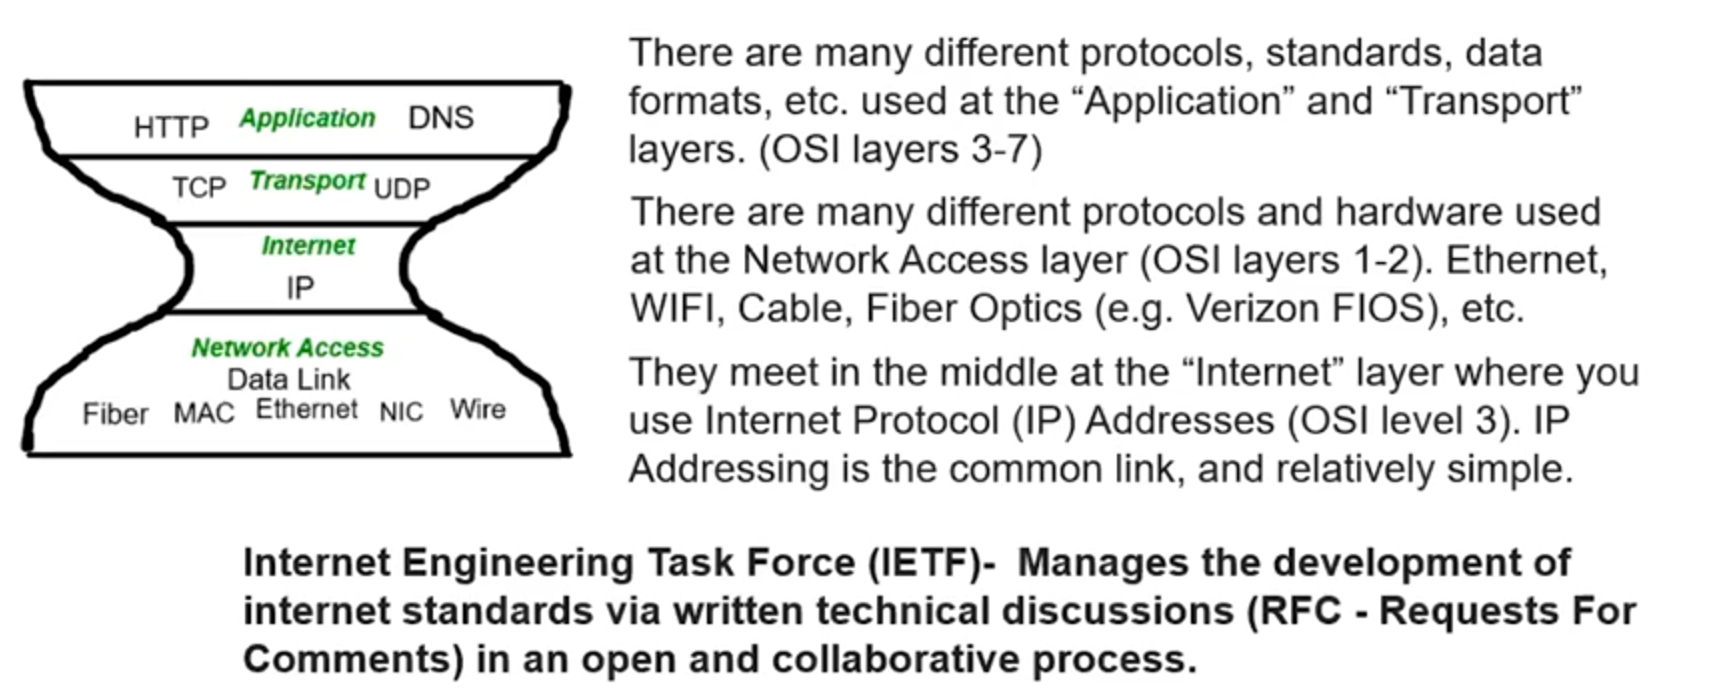 HTTP Application DNS
TCP Transport UDP
Internet
IP
Network Access
Data Link
Fiber MAC Ethernet NIC Wire
There are many different protocols, standards, data
formats, etc. used at the “Application” and “Transport”
layers. (OSI layers 3-7)
There are many different protocols and hardware used
at the Network Access layer (OSI layers 1-2). Ethernet,
WIFI, Cable, Fiber Optics (e.g. Verizon FIOS), etc.
They meet in the middle at the “Internet” layer where you
use Internet Protocol (IP) Addresses (OSI level 3). IP
Addressing is the common link, and relatively simple.
Internet Engineering Task Force (IETF)- Manages the development of
internet standards via written technical discussions (RFC - Requests For
Comments) in an open and collaborative process.